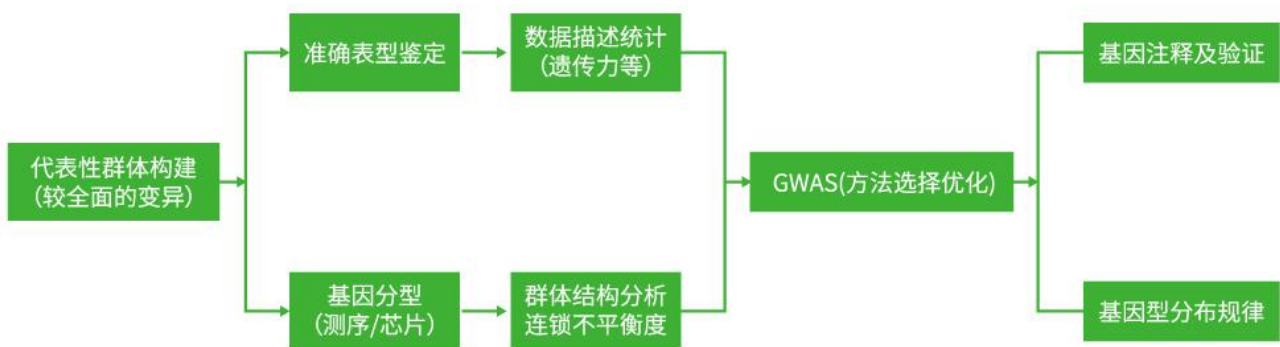 准确表型鉴定
数据描述统计
（遗传力等）
基因注释及验证
代表性群体构建
（较全面的变异）
GWAS(方法选择优化)
基因分型
（测序/芯片）
群体结构分析
连锁不平衡度
基因型分布规律